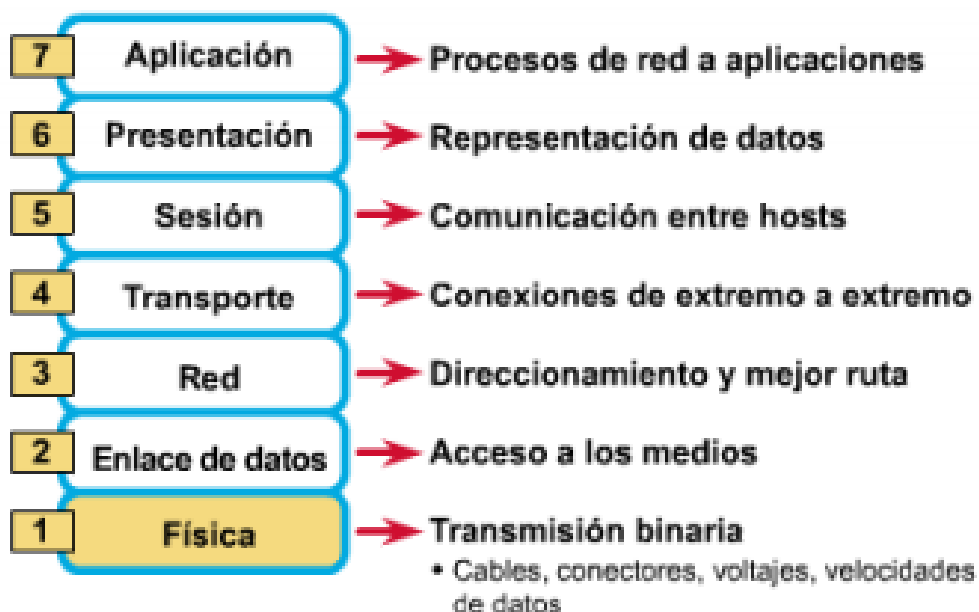 7 Aplicación Procesos de red a aplicaciones
6 Presentación Representación de datos
5 Sesión Comunicación entre hosts
4 Transporte Conexiones de extremo a extremo
3 Red Direccionamiento y mejor ruta
2 Enlace de datos Acceso a los medios
1 Física Transmisión binaria
• Cables, conectores, voltajes, velocidades
de datos